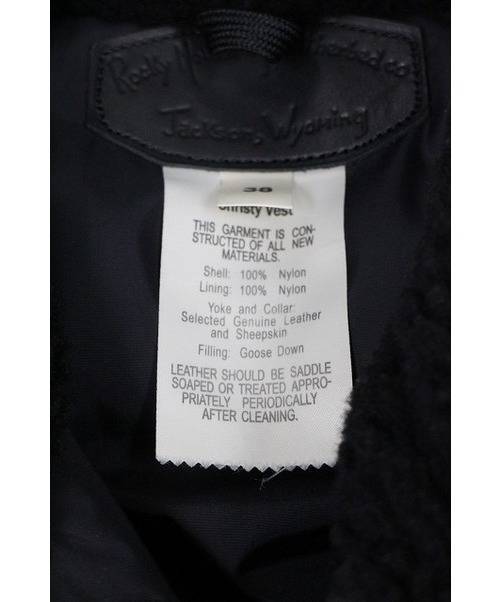 Rocky
Jackson, Wyoming
38
Christy Vest
THIS GARMENT IS CON-
STRUCTED OF ALL NEW
MATERIALS.
Shell: 100% Nylon
Lining: 100% Nylon
Yoke and Collar:
Selected Genuine Leather
and Sheepskin
Filling: Goose Down
LEATHER SHOULD BE SADDLE
SOAPED OR TREATED APPRO-
PRIATELY PERIODICALLY
AFTER CLEANING.